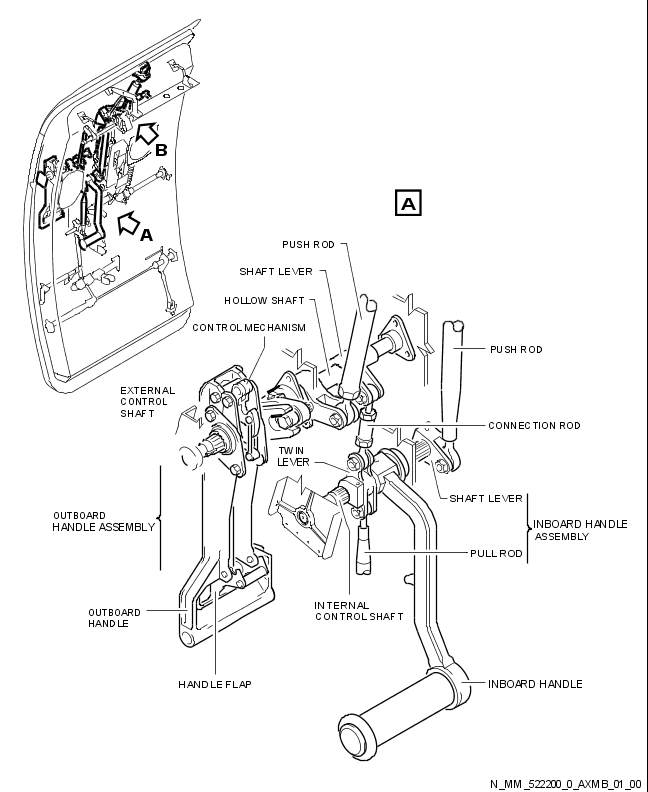 B
A
A
PUSH ROD
SHAFT LEVER
HOLLOW SHAFT
CONTROL MECHANISM
PUSH ROD
EXTERNAL
CONTROL
SHAFT
CONNECTION ROD
TWIN
LEVER
SHAFT LEVER
OUTBOARD
HANDLE ASSEMBLY
INBOARD HANDLE
ASSEMBLY
PULL ROD
OUTBOARD
HANDLE
INTERNAL
CONTROL SHAFT
HANDLE FLAP
INBOARD HANDLE
N_MM_522200_0_AXMB_01_00